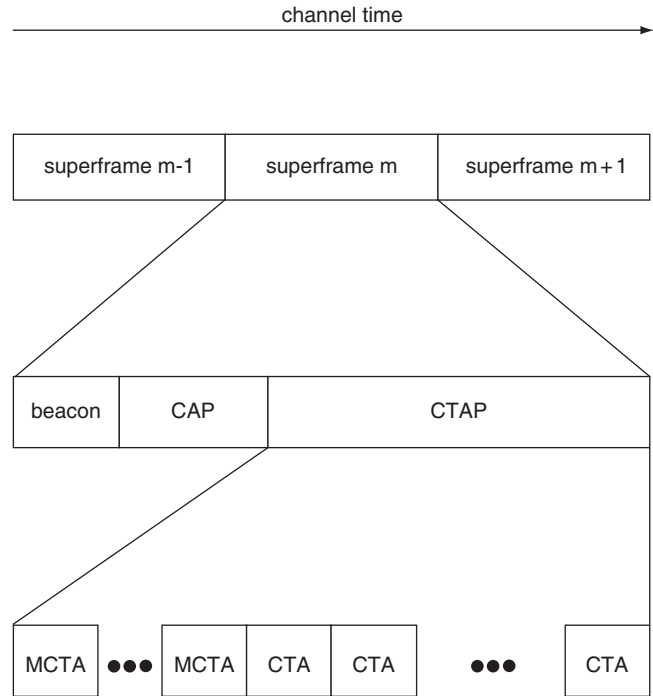 channel time
superframe m-1 superframe m superframe m+1
beacon CAP CTAP
MCTA ●●● MCTA CTA CTA ●●● CTA